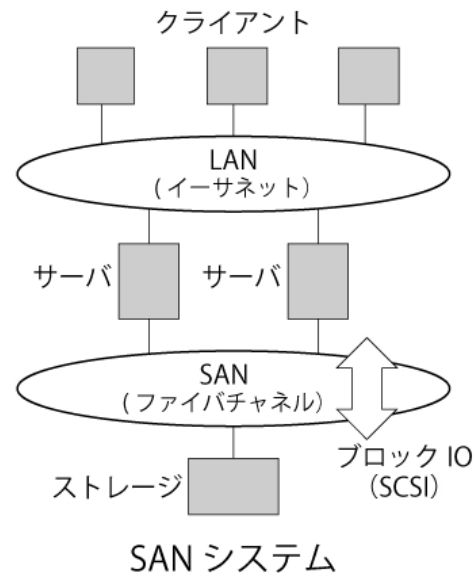 クライアント
LAN
(イーサネット)
サーバ
サーバ
SAN
(ファイバチャネル)
ブロック IO
(SCSI)
ストレージ
SAN システム